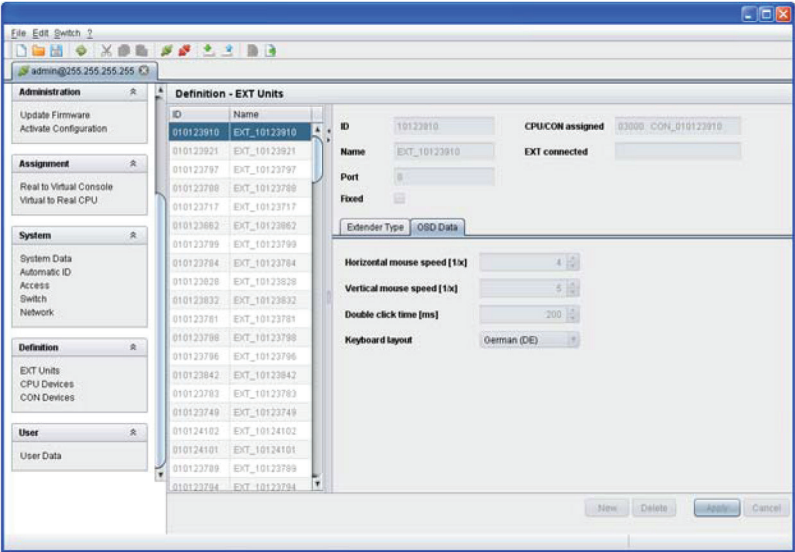 File Edit Switch ?
admin@255.255.255.255
Administration
Update Firmware
Activate Configuration
Assignment
Real to Virtual Console
Virtual to Real CPU
System
System Data
Automatic ID
Access
Switch
Network
Definition
EXT Units
CPU Devices
CON Devices
User
User Data
Definition - EXT Units
ID Name
010123910 EXT_10123910
010123921 EXT_10123921
010123797 EXT_10123797
010123788 EXT_10123788
010123717 EXT_10123717
010123862 EXT_10123862
010123799 EXT_10123799
010123784 EXT_10123784
010123828 EXT_10123828
010123832 EXT_10123832
010123781 EXT_10123781
010123798 EXT_10123798
010123796 EXT_10123796
010123842 EXT_10123842
010123783 EXT_10123783
010123749 EXT_10123749
010124102 EXT_10124102
010124101 EXT_10124101
010123789 EXT_10123789
010123794 EXT_10123794
ID 10123910
Name EXT_10123910
Port 8
Fixed
CPU/CON assigned 03000 CON_010123910
EXT connected
Extender Type OSD Data
Horizontal mouse speed [1/x] 4
Vertical mouse speed [1/x] 5
Double click time [ms] 200
Keyboard layout German (DE)
New Delete Apply Cancel